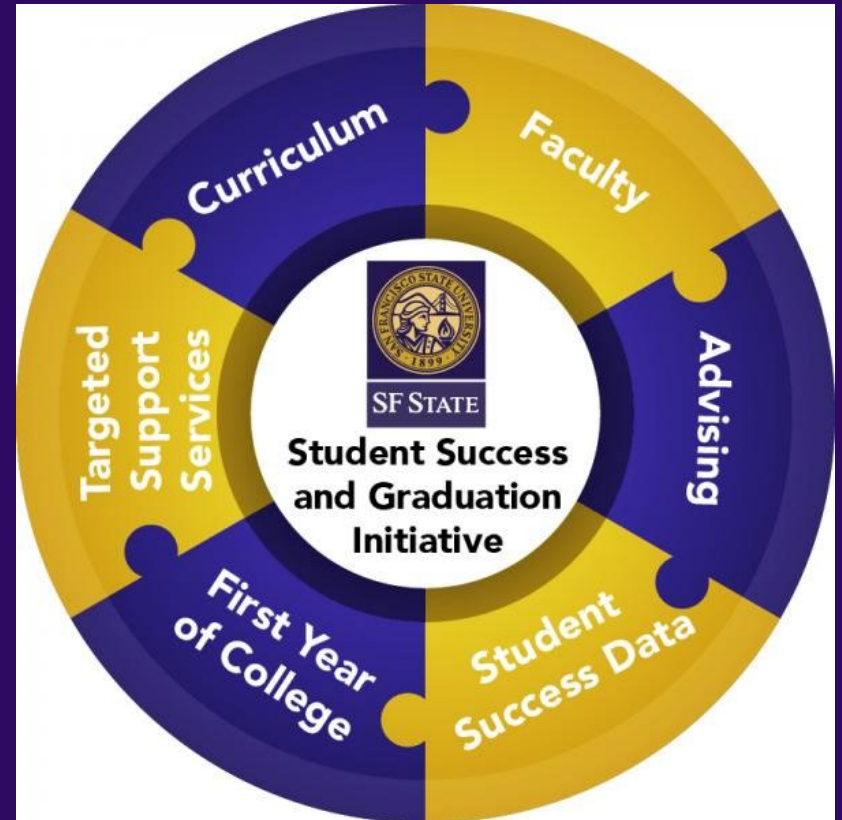 Curriculum
Faculty
Advising
Student
Success Data
First Year
of College
Targeted
Support
Services
SAN FRANCISCO STATE UNIVERSITY
· 1899 ·
SF STATE
Student Success
and Graduation
Initiative